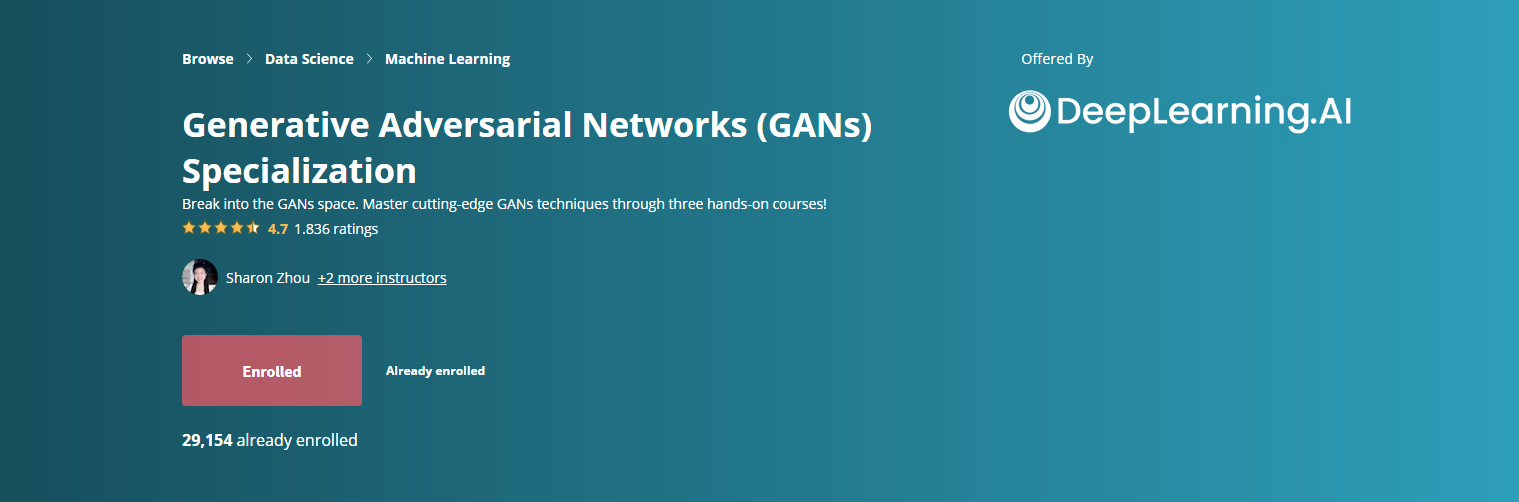 Browse > Data Science > Machine Learning
Offered By
DeepLearning.AI
Generative Adversarial Networks (GANs)
Specialization
Break into the GANs space. Master cutting-edge GANs techniques through three hands-on courses!
4.7 1.836 ratings
Sharon Zhou +2 more instructors
Enrolled
Already enrolled
29,154 already enrolled